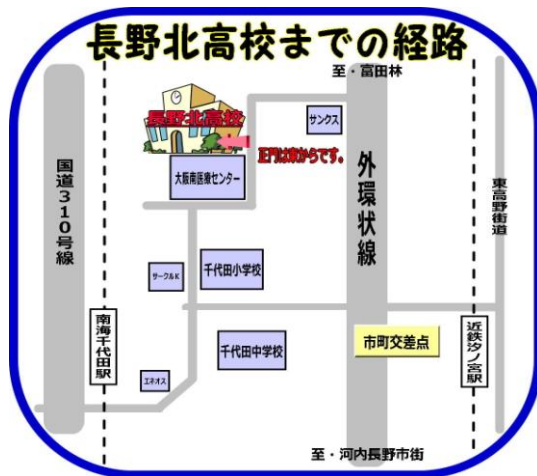 長野北高校までの経路
至・富田林
長野北高校
サンクス
正門は東からです。
大阪南医療センター
国道310号線
外環状線
東高野街道
サークルK
千代田小学校
南海千代田駅
千代田中学校
市町交差点
近鉄汐ノ宮駅
エネオス
至・河内長野市街